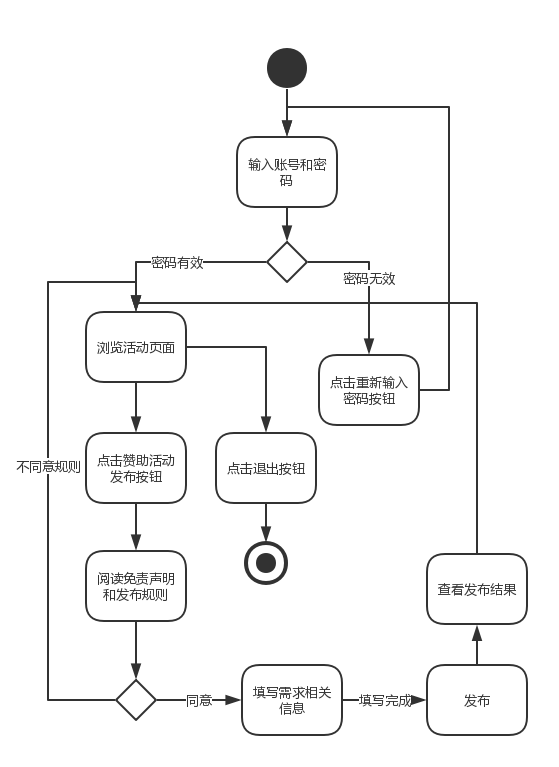 输入账号和密
码
密码有效
密码无效
浏览活动页面
点击重新输入
密码按钮
不同意规则
点击赞助活动
发布按钮
点击退出按钮
阅读免责声明
和发布规则
查看发布结果
同意
填写需求相关
信息
填写完成
发布